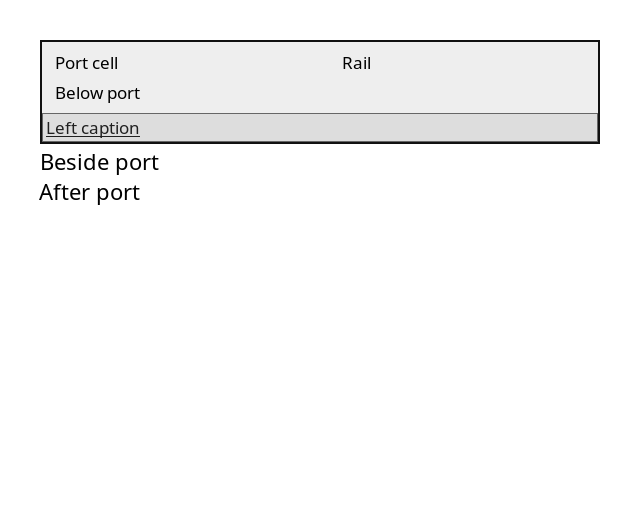 Port cell Rail
Below port
Left caption
Beside port
After port